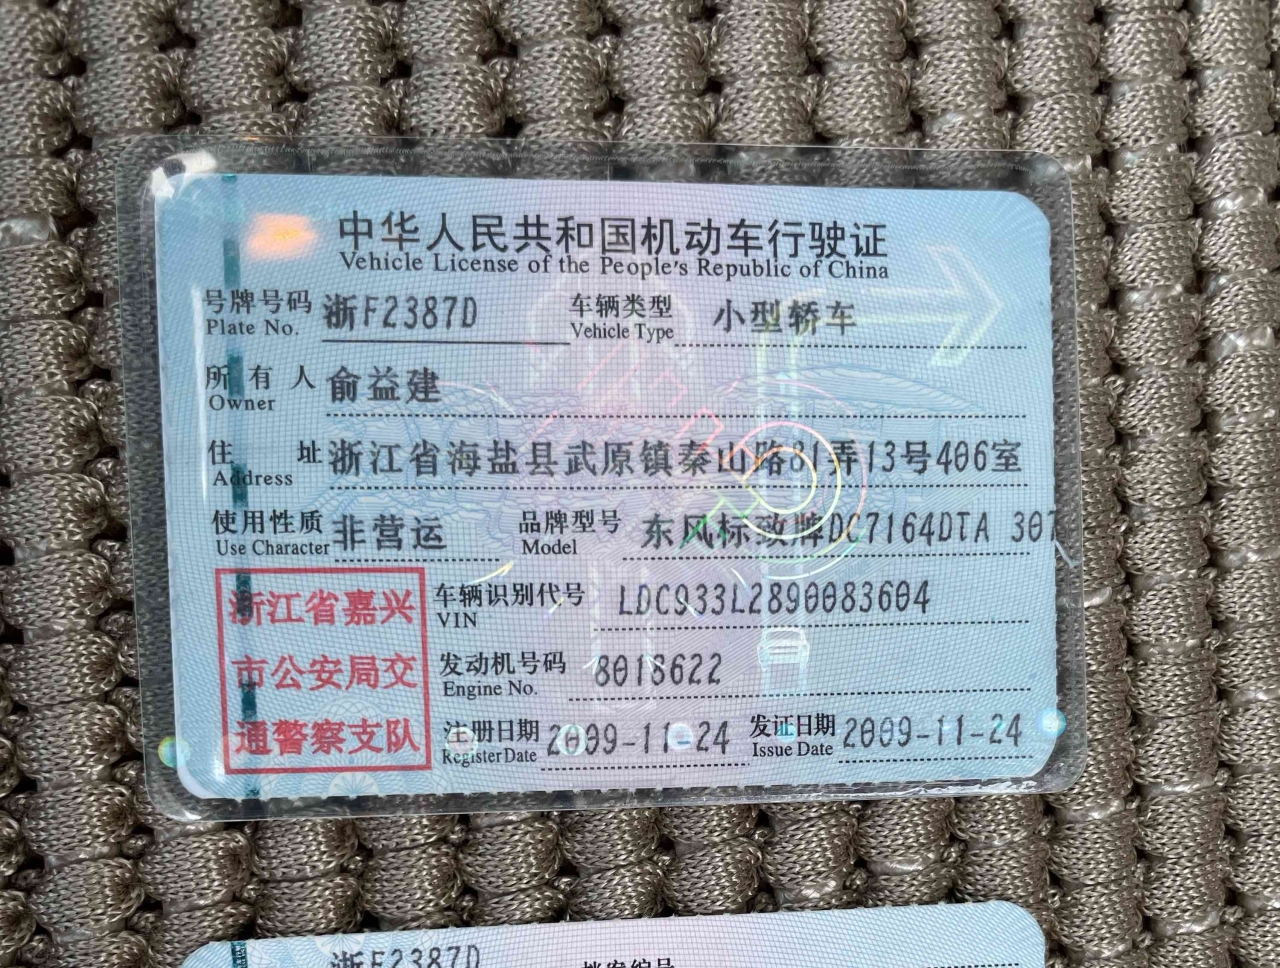 中华人民共和国机动车行驶证
Vehicle License of the People's Republic of China
号牌号码 浙F2387D 车辆类型 小型轿车
Plate No. Vehicle Type
所有人 俞益建
Owner
住址 浙江省海盐县武原镇秦山路81弄13号406室
Address
使用性质 非营运 品牌型号 东风标致牌DC7164DTA 307
Use Character Model
浙江省嘉兴
市公安局交
通警察支队
车辆识别代号 LDC933L2890083604
VIN
发动机号码 8018622
Engine No.
注册日期 2009-11-24 发证日期 2009-11-24
Register Date Issue Date
浙F2387D 档案编号